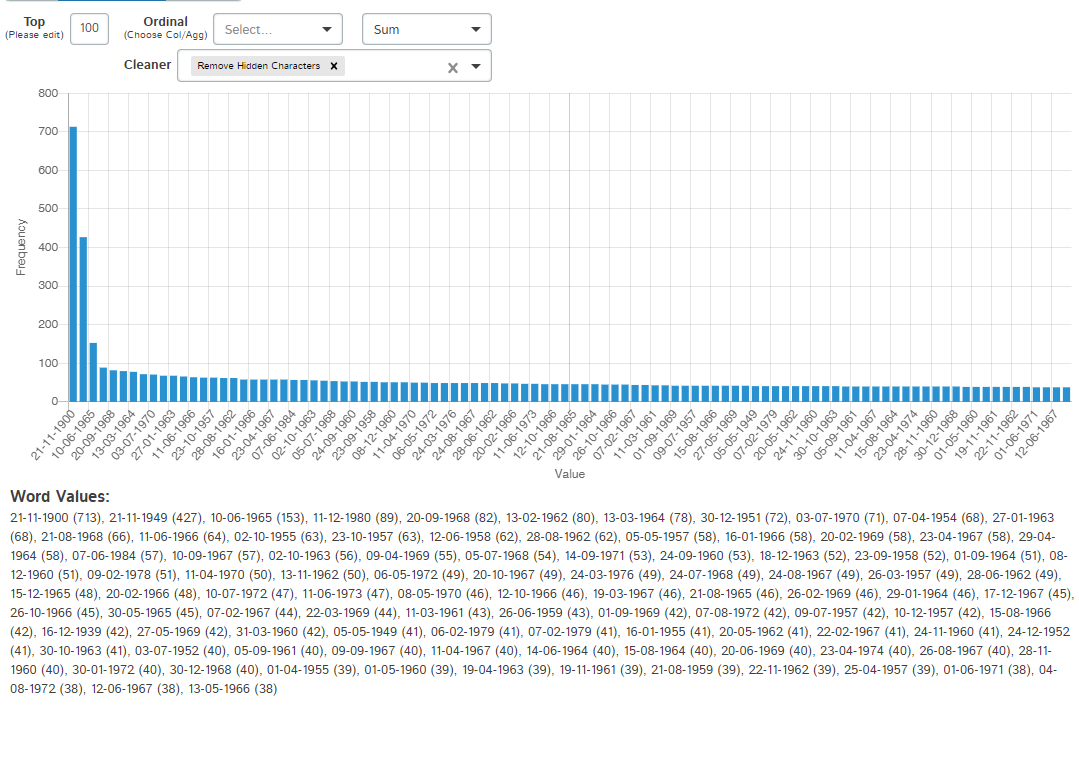 Top
(Please edit)
100
Ordinal
(Choose Col/Agg)
Select...
Sum
Cleaner
Remove Hidden Characters ×
×
800
700
600
500
400
300
200
100
0
Frequency
21-11-1900
10-06-1965
20-09-1968
13-03-1964
03-07-1970
27-01-1963
11-06-1966
23-10-1957
28-08-1962
16-01-1966
23-04-1967
07-06-1984
02-10-1963
05-07-1968
24-09-1960
23-09-1958
08-12-1960
11-04-1970
06-05-1972
24-03-1976
24-08-1967
28-06-1962
20-02-1966
11-06-1973
12-10-1966
21-08-1965
29-01-1964
26-10-1966
07-02-1967
11-03-1961
01-09-1969
09-07-1957
15-08-1966
27-05-1969
05-05-1949
07-02-1979
20-05-1962
24-11-1960
30-10-1963
05-09-1961
11-04-1967
15-08-1964
23-04-1974
28-11-1960
30-12-1968
01-05-1960
19-11-1961
22-11-1962
01-06-1971
12-06-1967
Value
Word Values:
21-11-1900 (713), 21-11-1949 (427), 10-06-1965 (153), 11-12-1980 (89), 20-09-1968 (82), 13-02-1962 (80), 13-03-1964 (78), 30-12-1951 (72), 03-07-1970 (71), 07-04-1954 (68), 27-01-1963
(68), 21-08-1968 (66), 11-06-1966 (64), 02-10-1955 (63), 23-10-1957 (63), 12-06-1958 (62), 28-08-1962 (62), 05-05-1957 (58), 16-01-1966 (58), 20-02-1969 (58), 23-04-1967 (58), 29-04-
1964 (58), 07-06-1984 (57), 10-09-1967 (57), 02-10-1963 (56), 09-04-1969 (55), 05-07-1968 (54), 14-09-1971 (53), 24-09-1960 (53), 18-12-1963 (52), 23-09-1958 (52), 01-09-1964 (51), 08-
12-1960 (51), 09-02-1978 (51), 11-04-1970 (50), 13-11-1962 (50), 06-05-1972 (49), 20-10-1967 (49), 24-03-1976 (49), 24-07-1968 (49), 24-08-1967 (49), 26-03-1957 (49), 28-06-1962 (49),
15-12-1965 (48), 20-02-1966 (48), 10-07-1972 (47), 11-06-1973 (47), 08-05-1970 (46), 12-10-1966 (46), 19-03-1967 (46), 21-08-1965 (46), 26-02-1969 (46), 29-01-1964 (46), 17-12-1967 (45),
26-10-1966 (45), 30-05-1965 (45), 07-02-1967 (44), 22-03-1969 (44), 11-03-1961 (43), 26-06-1959 (43), 01-09-1969 (42), 07-08-1972 (42), 09-07-1957 (42), 10-12-1957 (42), 15-08-1966
(42), 16-12-1939 (42), 27-05-1969 (42), 31-03-1960 (42), 05-05-1949 (41), 06-02-1979 (41), 07-02-1979 (41), 16-01-1955 (41), 20-05-1962 (41), 22-02-1967 (41), 24-11-1960 (41), 24-12-1952
(41), 30-10-1963 (41), 03-07-1952 (40), 05-09-1961 (40), 09-09-1967 (40), 11-04-1967 (40), 14-06-1964 (40), 15-08-1964 (40), 20-06-1969 (40), 23-04-1974 (40), 26-08-1967 (40), 28-11-
1960 (40), 30-01-1972 (40), 30-12-1968 (40), 01-04-1955 (39), 01-05-1960 (39), 19-04-1963 (39), 19-11-1961 (39), 21-08-1959 (39), 22-11-1962 (39), 25-04-1957 (39), 01-06-1971 (38), 04-
08-1972 (38), 12-06-1967 (38), 13-05-1966 (38)